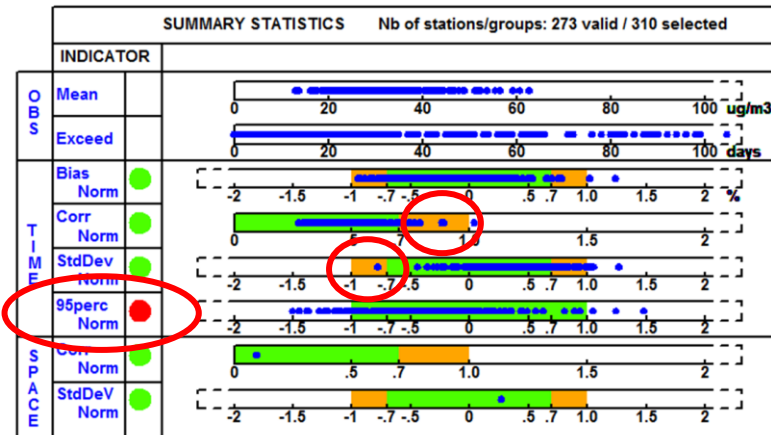 SUMMARY STATISTICS Nb of stations/groups: 273 valid / 310 selected
INDICATOR
OBS
Mean
0 20 40 60 80 100 ug/m3
Exceed
0 20 40 60 80 100 days
TIME
Bias
Norm
-2 -1.5 -1 -.7 -.5 0 .5 .7 1.0 1.5 2 %
Corr
Norm
0 .5 .7 1.0 1.5 2
StdDev
Norm
-2 -1.5 -1 -.7 -.5 0 .5 .7 1.0 1.5 2
95perc
Norm
-2 -1.5 -1 -.7 -.5 0 .5 .7 1.0 1.5 2
SPACE
Corr
Norm
0 .5 .7 1.0 1.5 2
StdDeV
Norm
-2 -1.5 -1 -.7 -.5 0 .5 .7 1.0 1.5 2